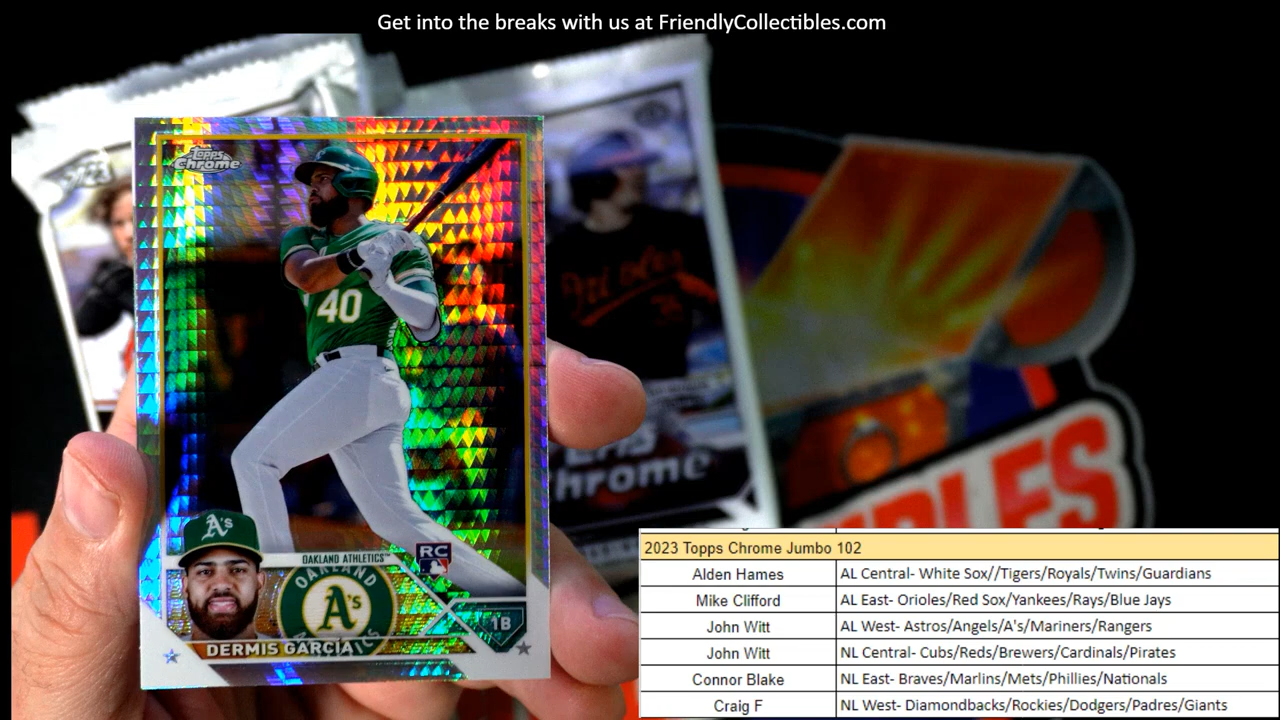 Get into the breaks with us at FriendlyCollectibles.com
Topps
Chrome
40
Orioles
Chrome
BLES
A's
OAKLAND ATHLETICS™
RC
OAKLAND
A's
ATHLETICS
1B
DERMIS GARCIA
2023 Topps Chrome Jumbo 102
Alden Hames AL Central- White Sox//Tigers/Royals/Twins/Guardians
Mike Clifford AL East- Orioles/Red Sox/Yankees/Rays/Blue Jays
John Witt AL West- Astros/Angels/A's/Mariners/Rangers
John Witt NL Central- Cubs/Reds/Brewers/Cardinals/Pirates
Connor Blake NL East- Braves/Marlins/Mets/Phillies/Nationals
Craig F NL West- Diamondbacks/Rockies/Dodgers/Padres/Giants